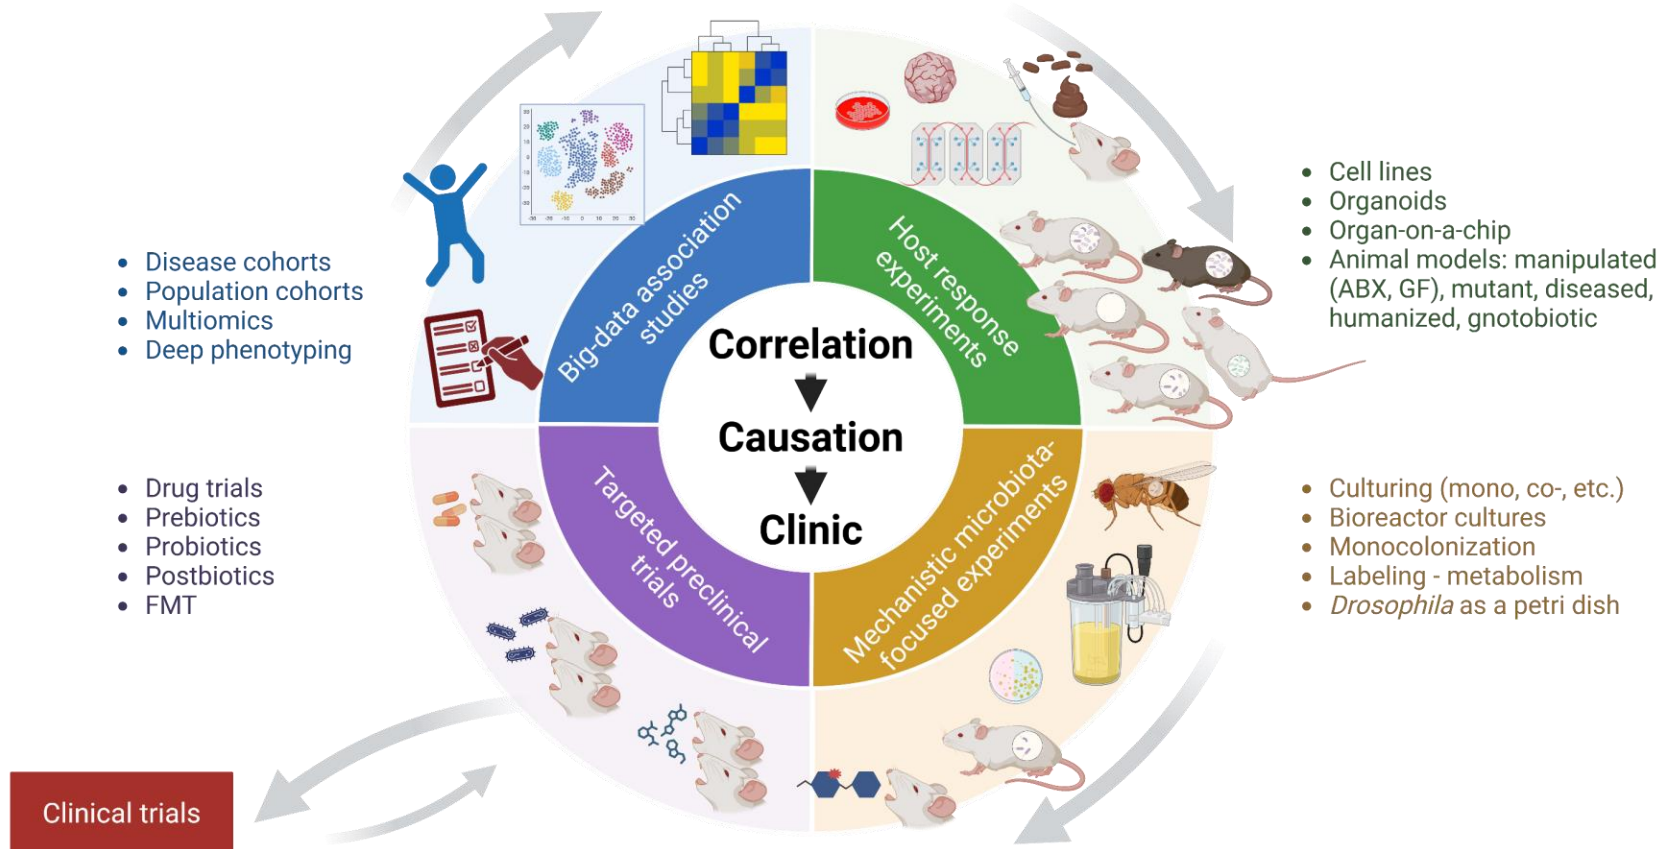 Big-data association
studies
Host response
experiments
Correlation
Causation
Clinic
Targeted preclinical
trials
Mechanistic microbiota-
focused experiments
• Disease cohorts
• Population cohorts
• Multiomics
• Deep phenotyping
• Cell lines
• Organoids
• Organ-on-a-chip
• Animal models: manipulated
(ABX, GF), mutant, diseased,
humanized, gnotobiotic
• Drug trials
• Prebiotics
• Probiotics
• Postbiotics
• FMT
• Culturing (mono, co-, etc.)
• Bioreactor cultures
• Monocolonization
• Labeling - metabolism
• Drosophila as a petri dish
Clinical trials